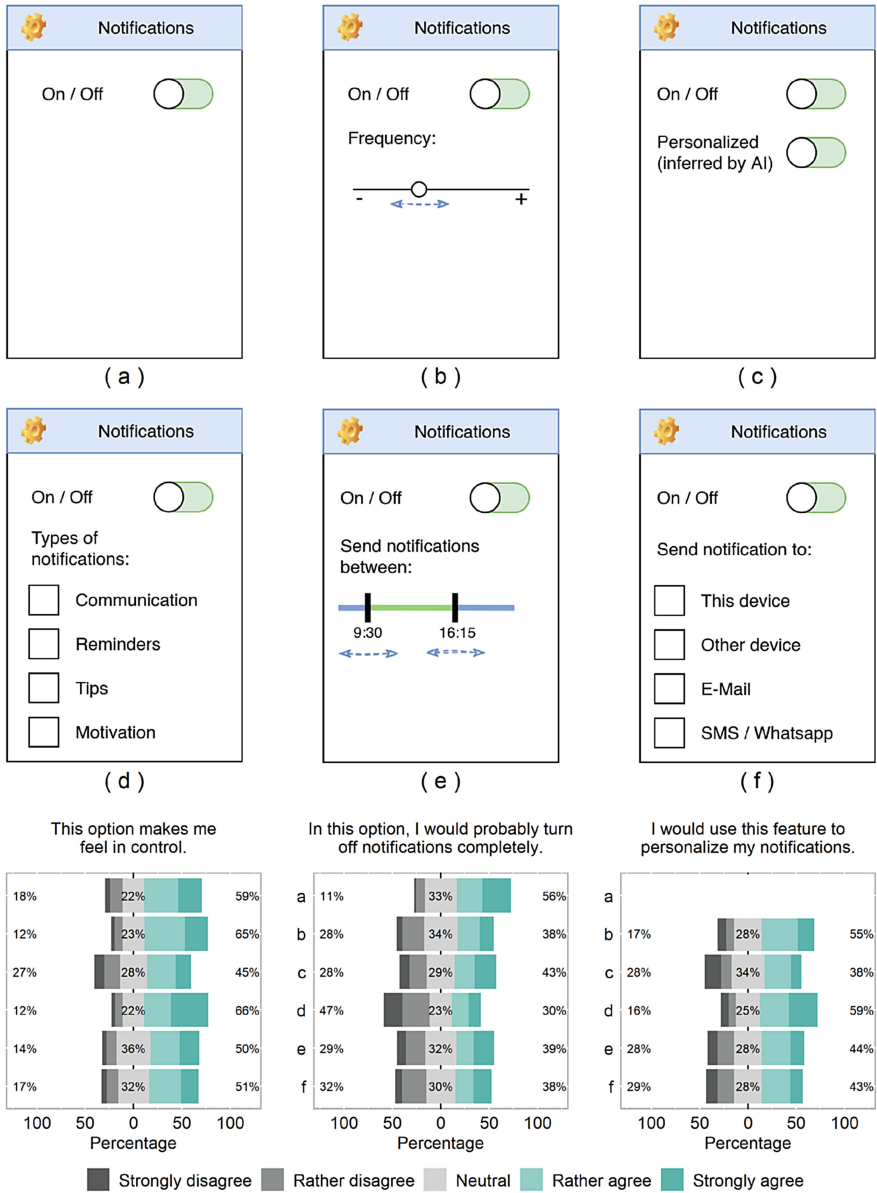 Notifications
On / Off
( a )
Notifications
On / Off
Frequency:
- +
( b )
Notifications
On / Off
Personalized
(inferred by AI)
( c )
Notifications
On / Off
Types of
notifications:
Communication
Reminders
Tips
Motivation
( d )
Notifications
On / Off
Send notifications
between:
9:30 16:15
( e )
Notifications
On / Off
Send notification to:
This device
Other device
E-Mail
SMS / Whatsapp
( f )
This option makes me
feel in control.
18% 22% 59%
12% 23% 65%
27% 28% 45%
12% 22% 66%
14% 36% 50%
17% 32% 51%
100 50 0 50 100
Percentage
In this option, I would probably turn
off notifications completely.
a 11% 33% 56%
b 28% 34% 38%
c 28% 29% 43%
d 47% 23% 30%
e 29% 32% 39%
f 32% 30% 38%
100 50 0 50 100
Percentage
I would use this feature to
personalize my notifications.
a
b 17% 28% 55%
c 28% 34% 38%
d 16% 25% 59%
e 28% 28% 44%
f 29% 28% 43%
100 50 0 50 100
Percentage
Strongly disagree Rather disagree Neutral Rather agree Strongly agree